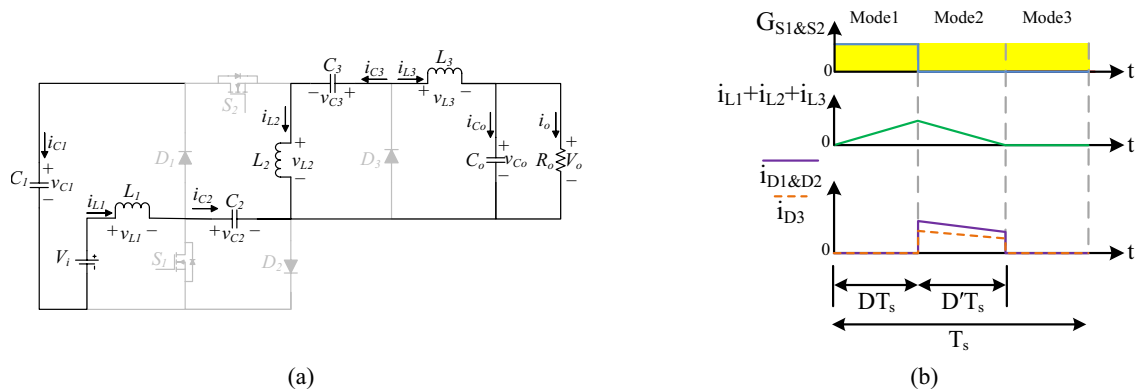 S2
C3
iC3
iL3
L3
−vC3+
+vL3−
iC1
C1
+
vC1
−
D1
iL2
L2
+
vL2
−
D3
iCo
Co
+
vCo
−
io
Ro
+
Vo
−
iL1
L1
+vL1−
iC2
C2
+vC2−
Vi
+
-
S1
D2
(a)
GS1&S2
Mode1 Mode2 Mode3
0
t
iL1+iL2+iL3
0
t
iD1&D2
iD3
0
t
DTs
D′Ts
Ts
(b)